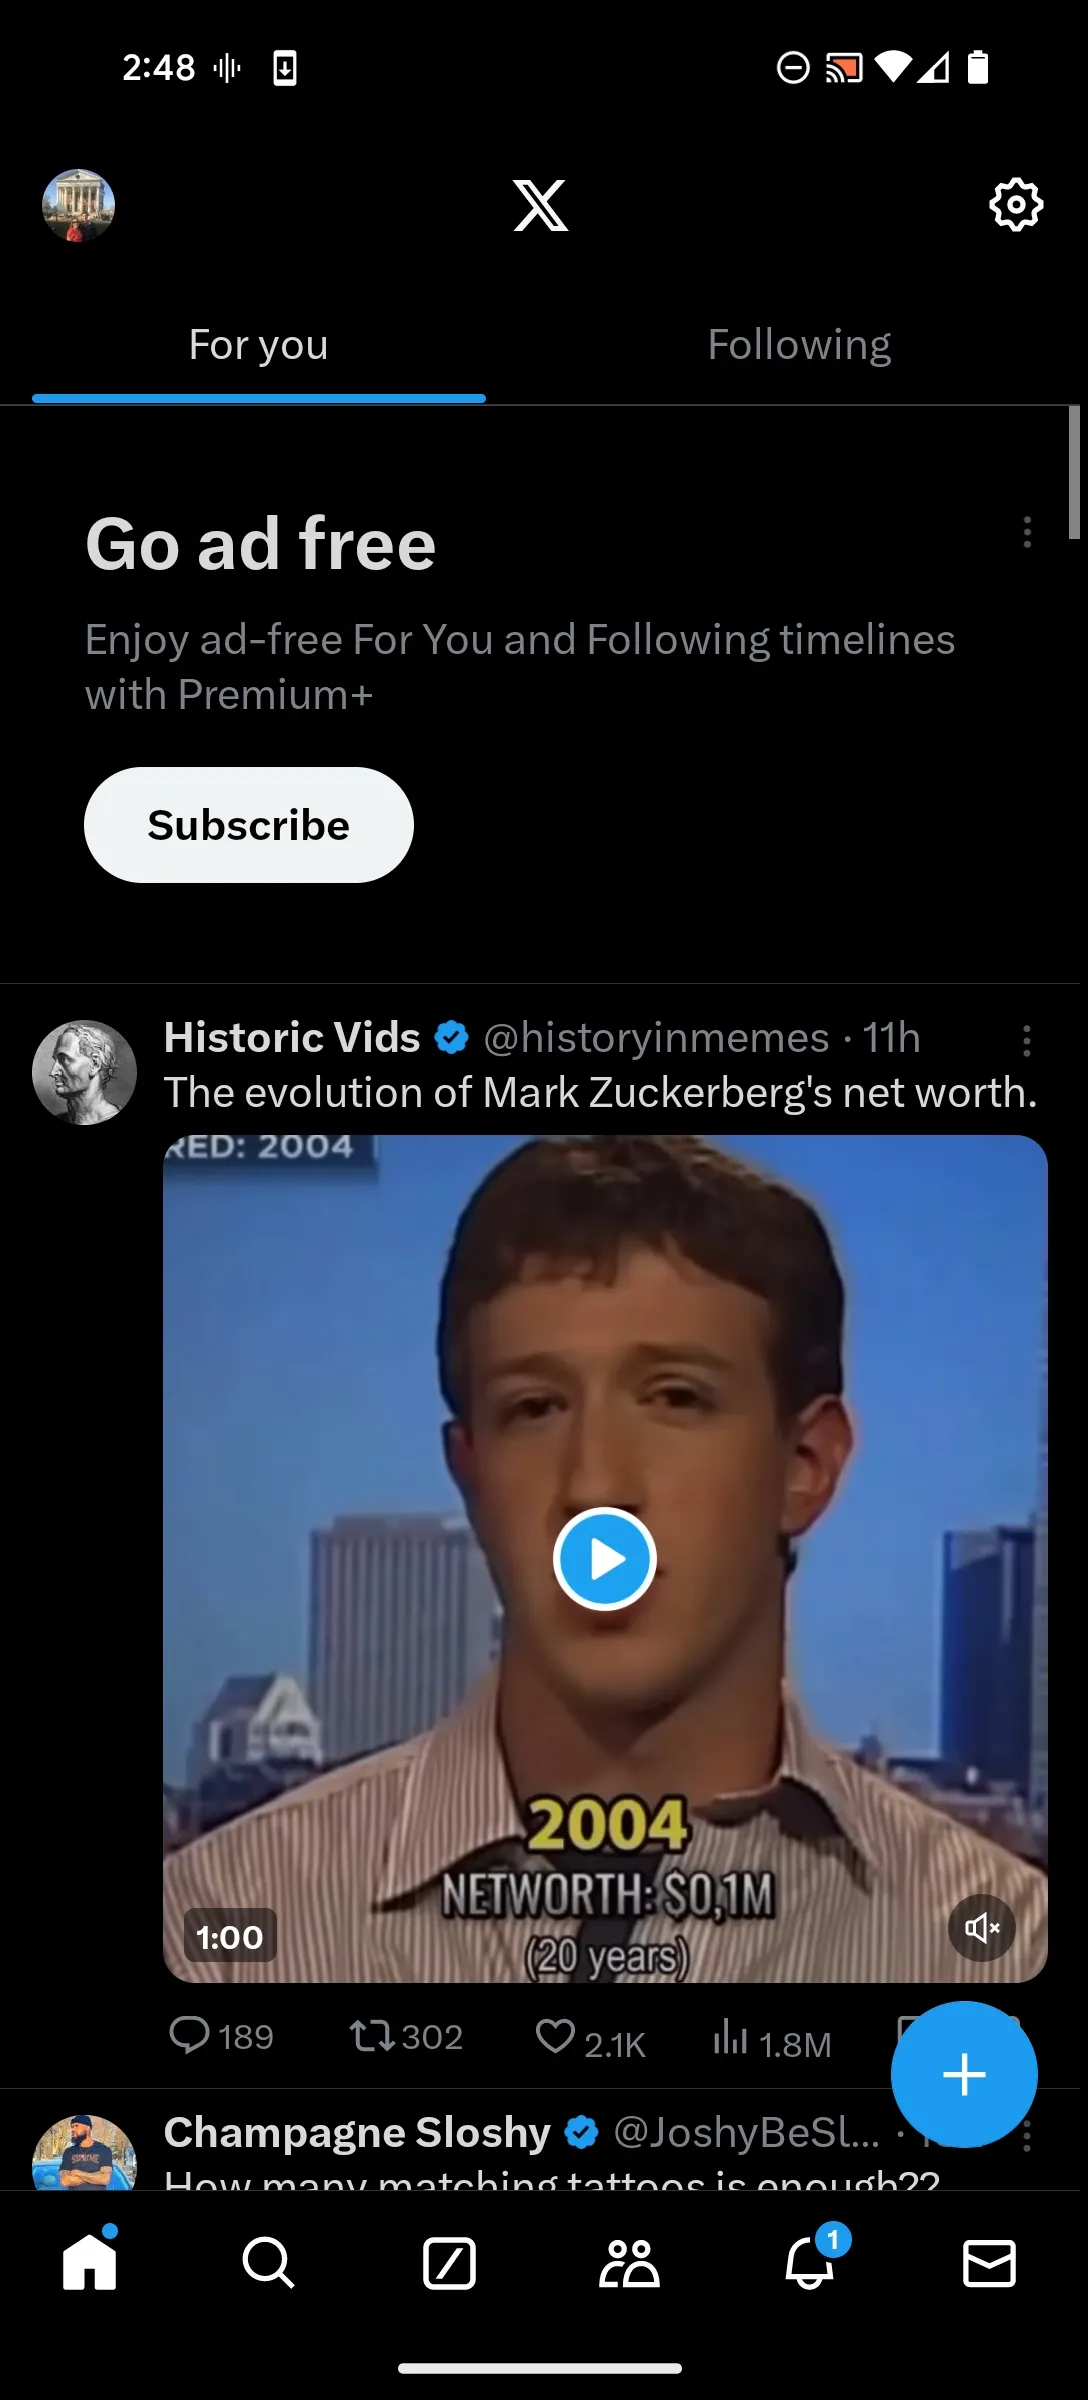 2:48
For you
Following
Go ad free
Enjoy ad-free For You and Following timelines
with Premium+
Subscribe
Historic Vids @historyinmemes · 11h
The evolution of Mark Zuckerberg's net worth.
RED: 2004
2004
NETWORTH: $0,1M
(20 years)
1:00
189
302
2.1K
1.8M
Champagne Sloshy @JoshyBeSl... ·
How many matching tattoos is enough??
1